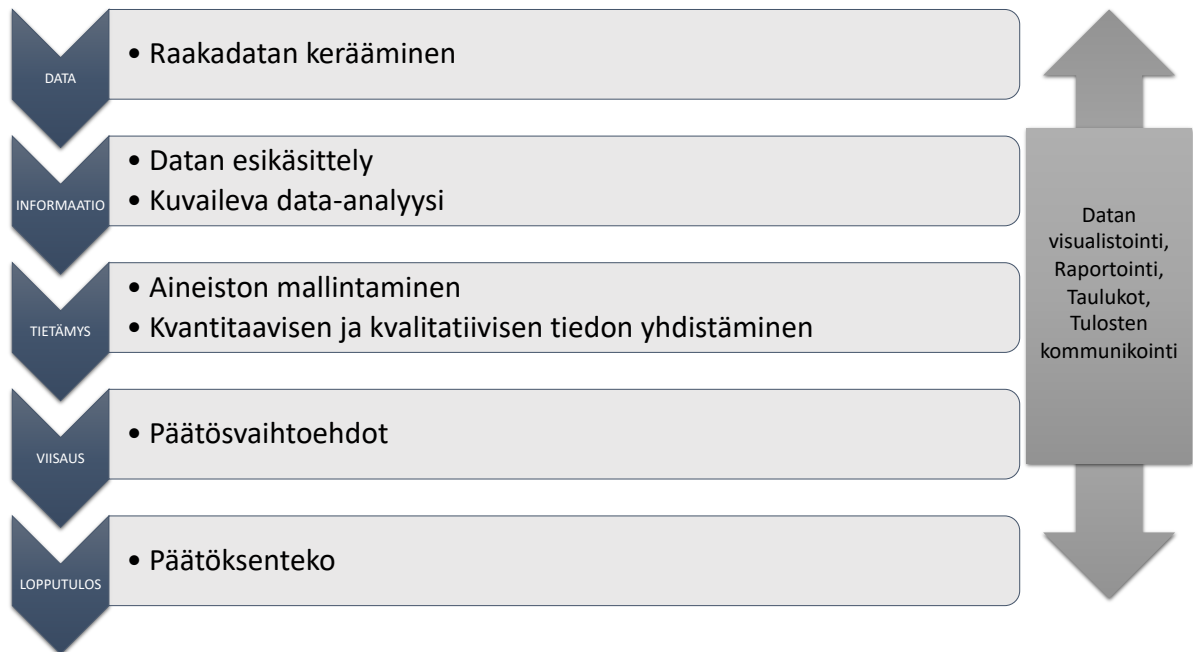 DATA
• Raakadatan kerääminen
INFORMAATIO
• Datan esikäsittely
• Kuvaileva data-analyysi
TIETÄMYS
• Aineiston mallintaminen
• Kvantitaavisen ja kvalitatiivisen tiedon yhdistäminen
VIISAUS
• Päätösvaihtoehdot
LOPPUTULOS
• Päätöksenteko
Datan
visualistointi,
Raportointi,
Taulukot,
Tulosten
kommunikointi